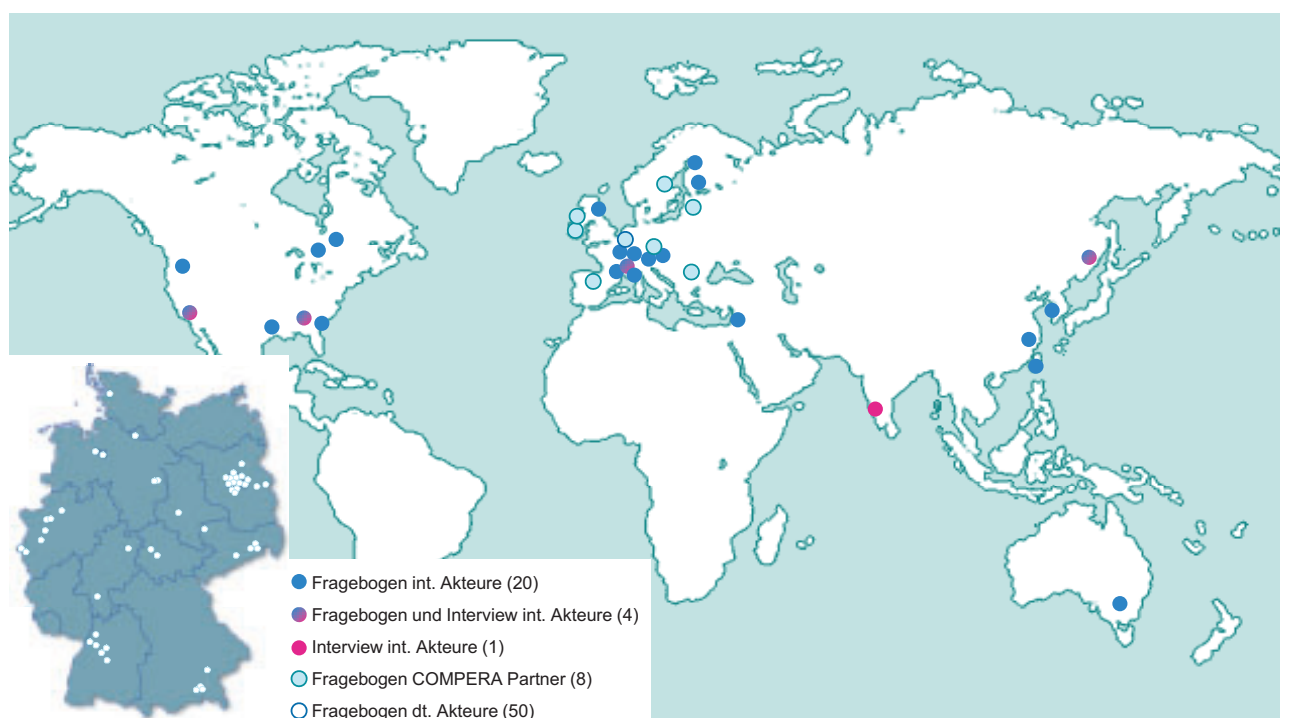 Fragebogen int. Akteure (20)
Fragebogen und Interview int. Akteure (4)
Interview int. Akteure (1)
Fragebogen COMPERA Partner (8)
Fragebogen dt. Akteure (50)